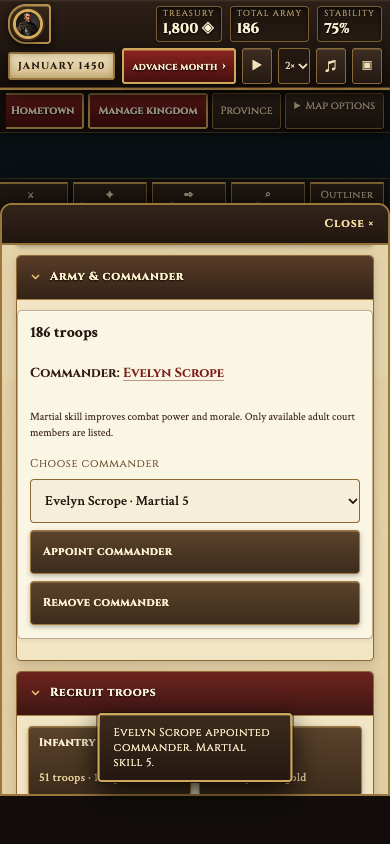 TREASURY
1,800 ◈
TOTAL ARMY
186
STABILITY
75%
JANUARY 1450
ADVANCE MONTH ›
2×
HOMETOWN
MANAGE KINGDOM
PROVINCE
▶ MAP OPTIONS
OUTLINER
CLOSE ×
ARMY & COMMANDER
186 troops
COMMANDER: EVELYN SCROPE
Martial skill improves combat power and morale. Only available adult court
members are listed.
CHOOSE COMMANDER
Evelyn Scrope · Martial 5
APPOINT COMMANDER
REMOVE COMMANDER
RECRUIT TROOPS
INFANTRY
EVELYN SCROPE APPOINTED
COMMANDER. MARTIAL
SKILL 5.
51 troops ·